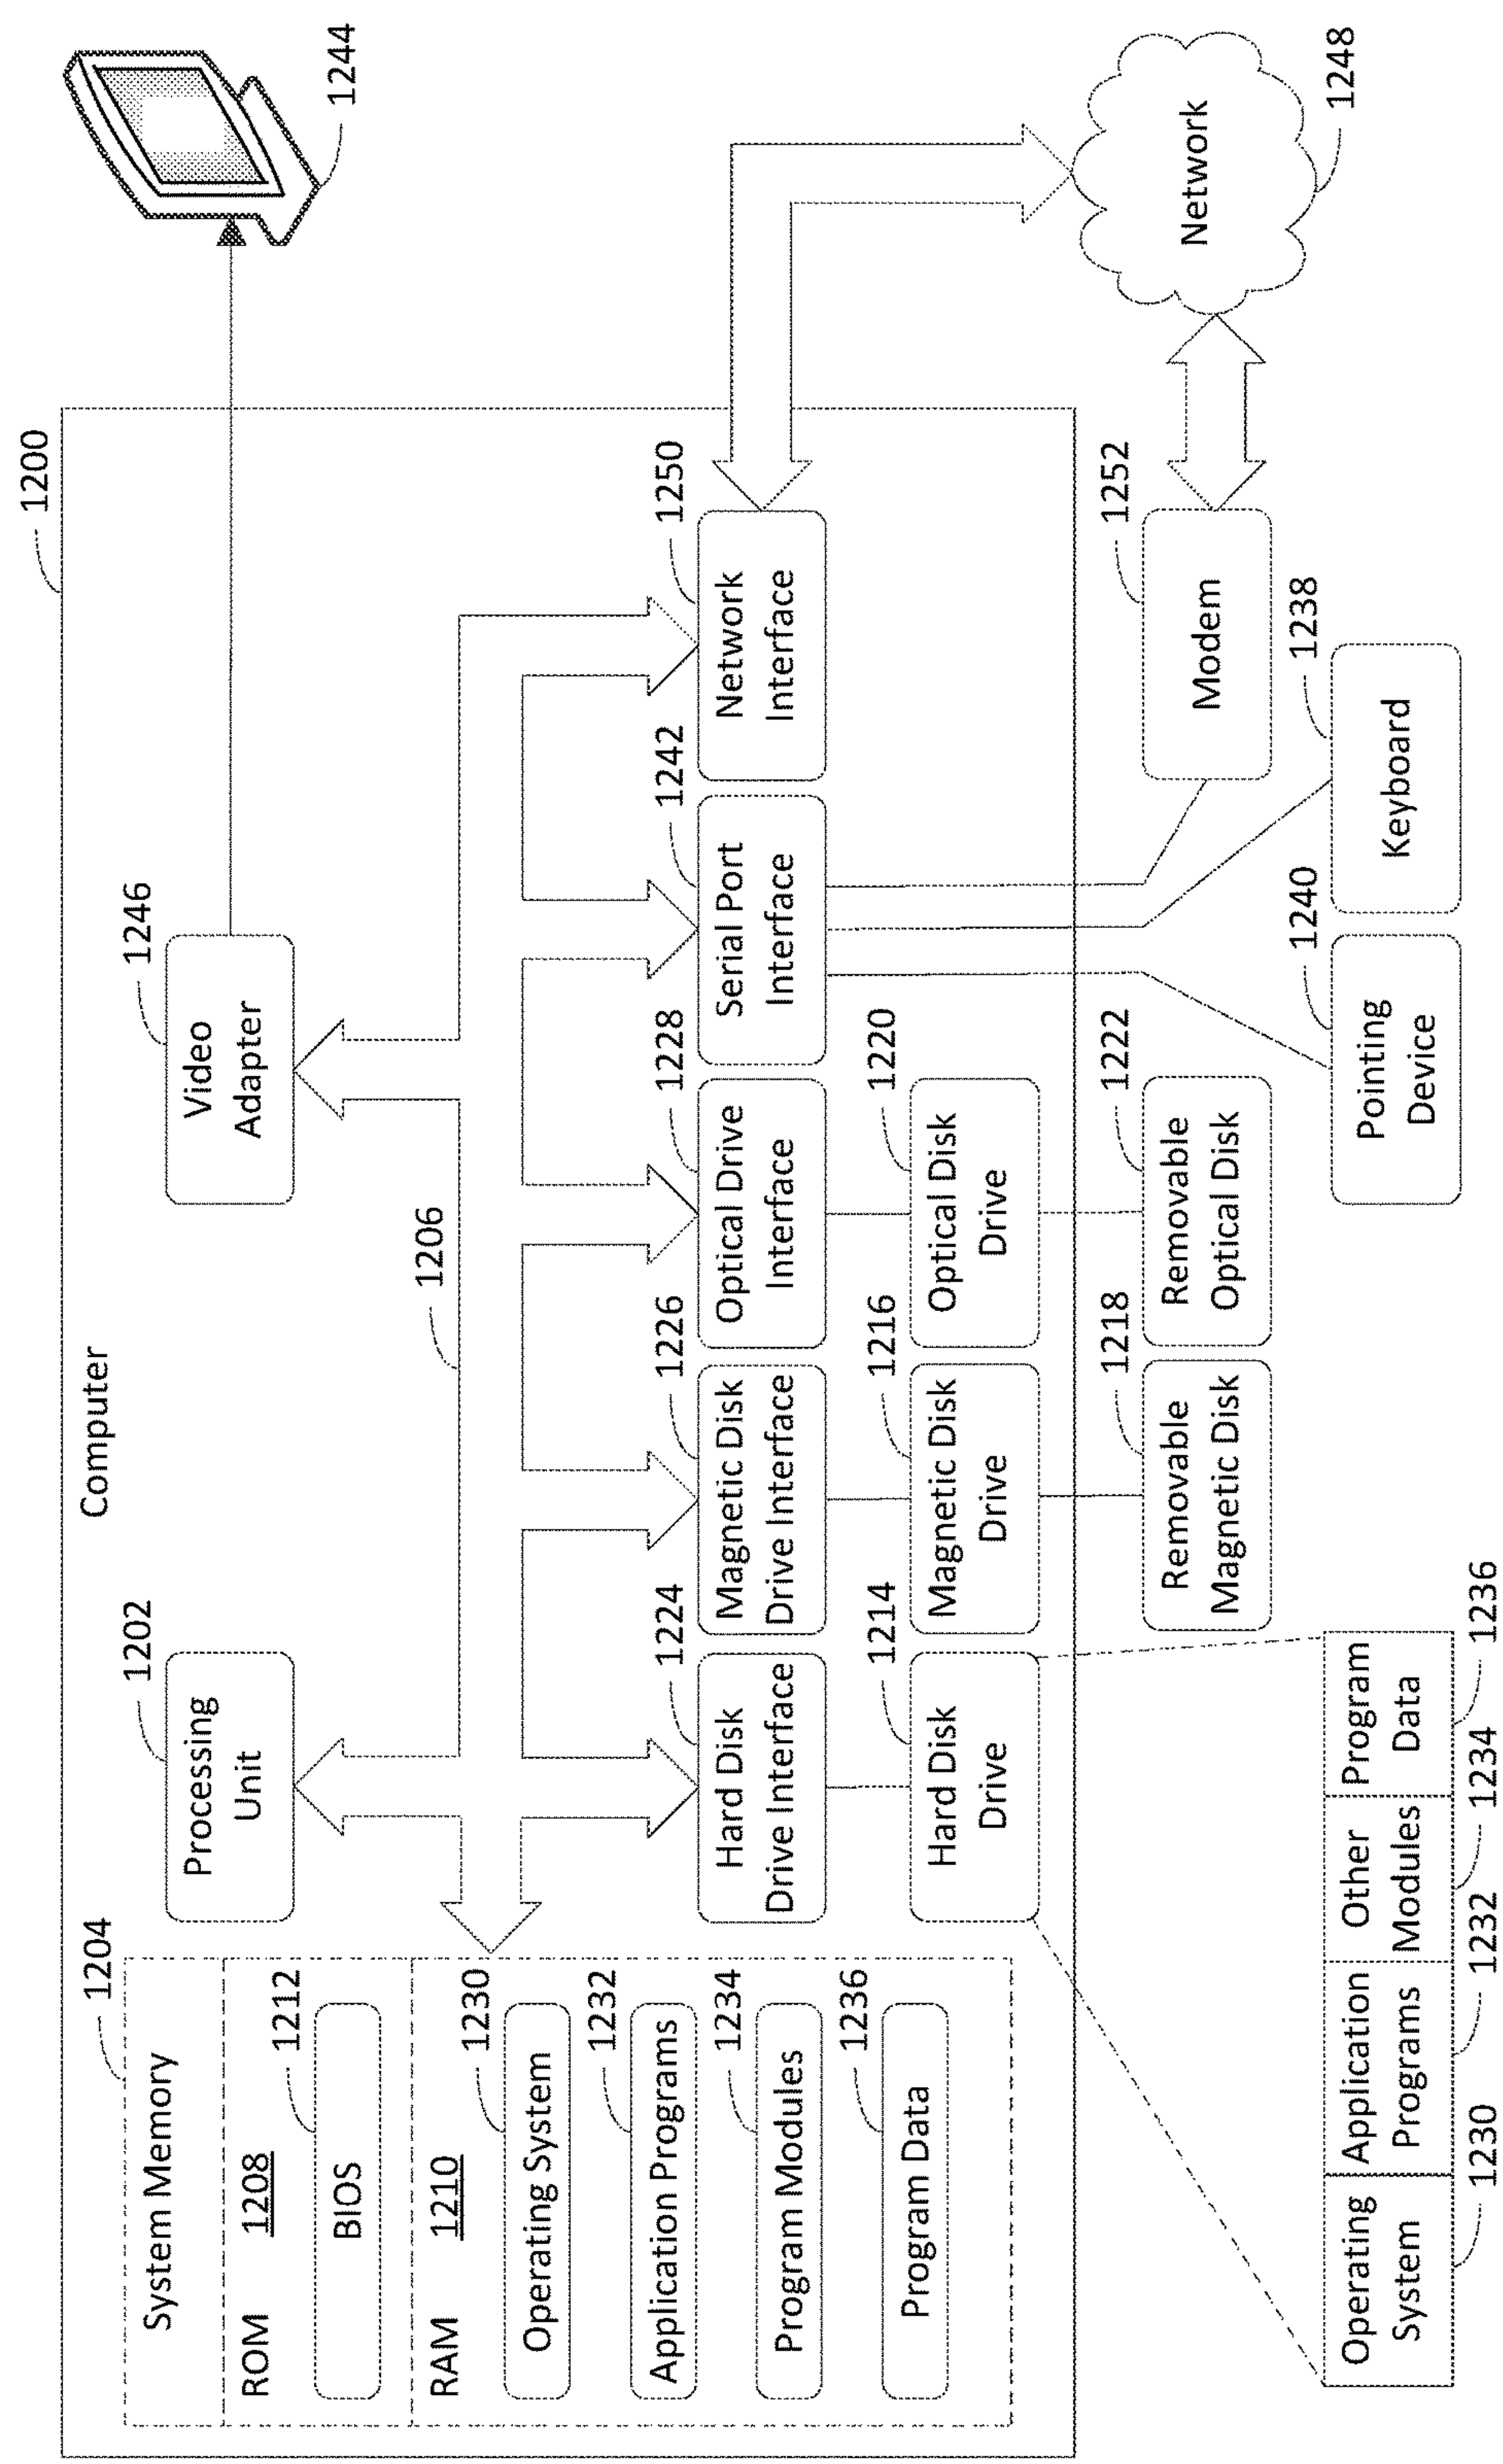 1200
Computer
1204
System Memory
ROM 1208
1212
BIOS
RAM 1210
1230
Operating System
1232
Application Programs
1234
Program Modules
1236
Program Data
1202
Processing
Unit
1246
Video
Adapter
1244
1206
1224
Hard Disk
Drive Interface
1226
Magnetic Disk
Drive Interface
1228
Optical Drive
Interface
1242
Serial Port
Interface
1250
Network
Interface
1214
Hard Disk
Drive
1216
Magnetic Disk
Drive
1220
Optical Disk
Drive
1218
Removable
Magnetic Disk
1222
Removable
Optical Disk
1252
Modem
Network
1248
1240
Pointing
Device
1238
Keyboard
Operating
System
Application
Programs
Other
Modules
Program
Data
1230
1232
1234
1236